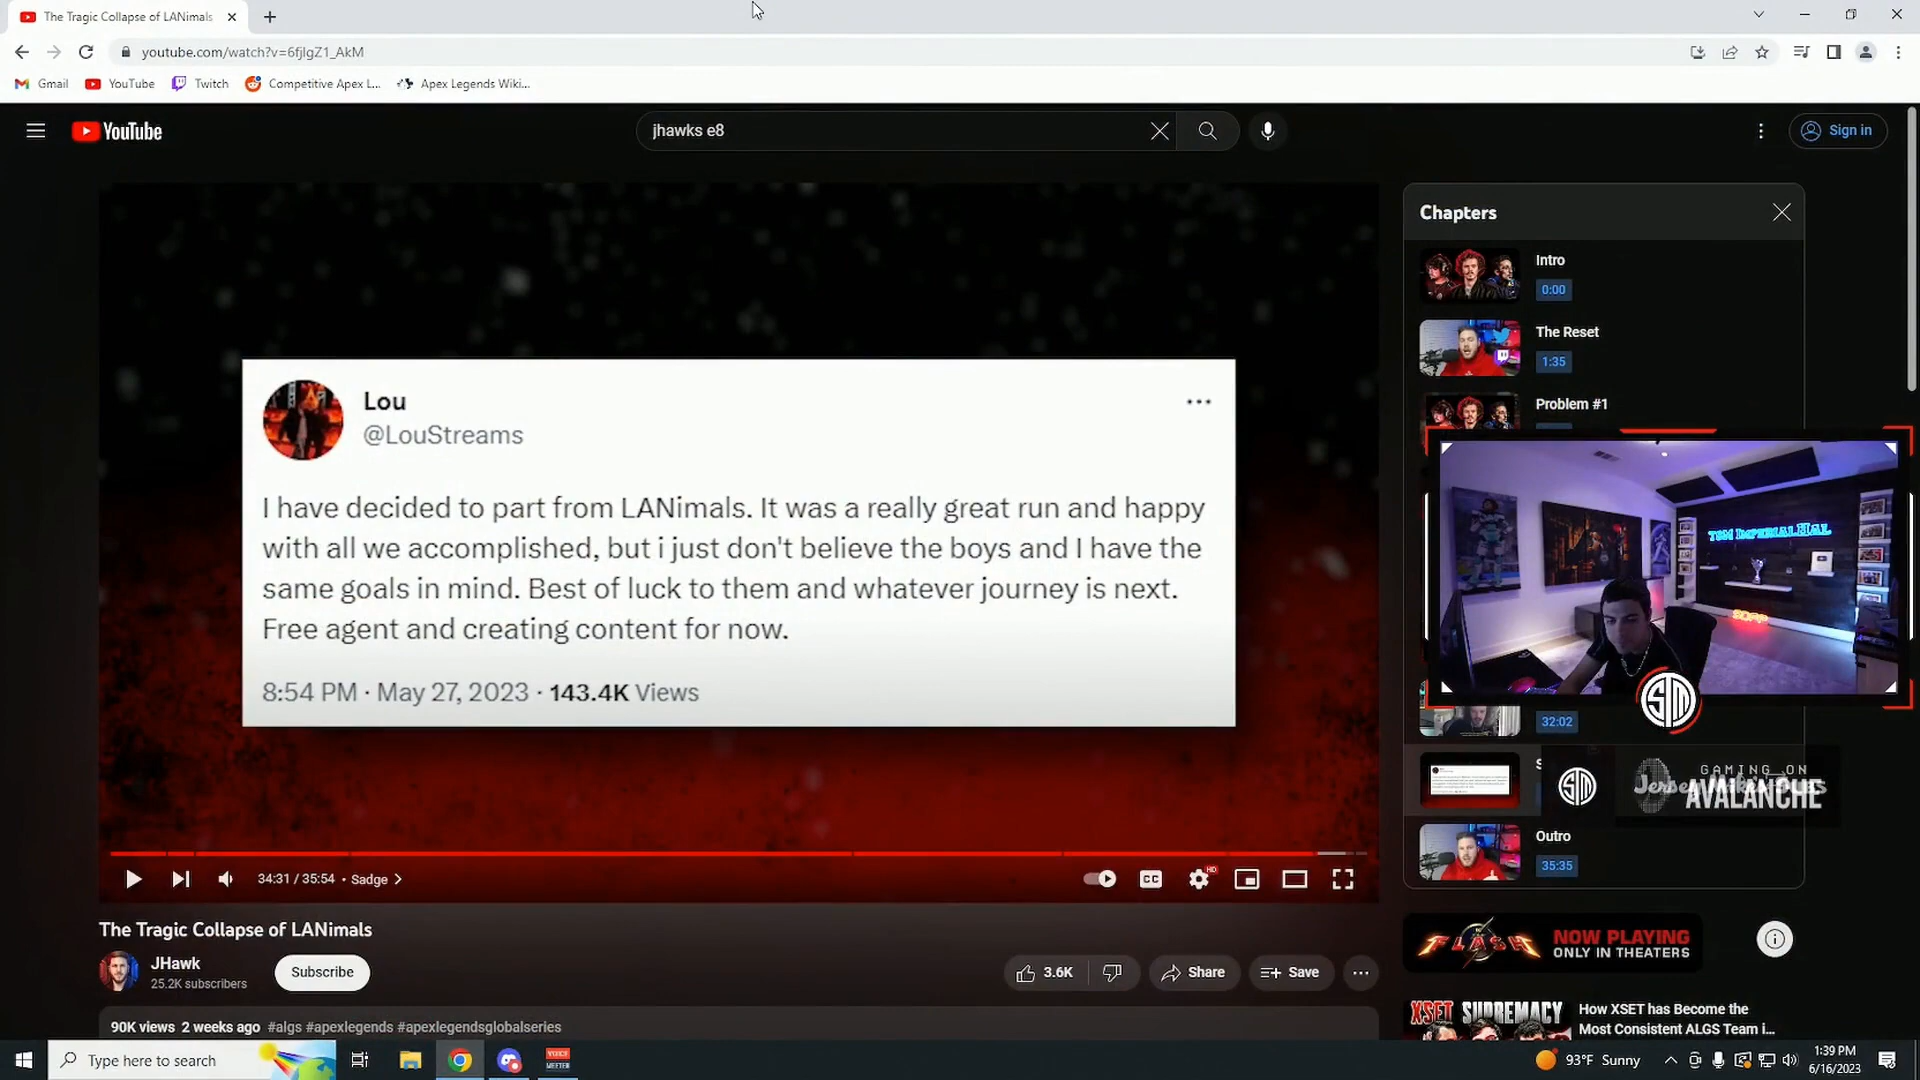 The Tragic Collapse of LANimals
youtube.com/watch?v=6fjlgZ1_AkM
Gmail
YouTube
Twitch
Competitive Apex L...
Apex Legends Wiki...
YouTube
jhawks e8
Sign in
Chapters
Intro
0:00
The Reset
1:35
Problem #1
Lou
@LouStreams
I have decided to part from LANimals. It was a really great run and happy
with all we accomplished, but i just don't believe the boys and I have the
same goals in mind. Best of luck to them and whatever journey is next.
Free agent and creating content for now.
8:54 PM · May 27, 2023 · 143.4K Views
TSM IMPERIALHAL
TSM
32:02
S
TSM
GAMING ON
AVALANCHE
Outro
35:35
34:31 / 35:54 • Sadge
CC
HD
The Tragic Collapse of LANimals
JHawk
25.2K subscribers
Subscribe
3.6K
Share
Save
FLASH
NOW PLAYING
ONLY IN THEATERS
90K views 2 weeks ago #algs #apexlegends #apexlegendsglobalseries
XSET SUPREMACY
How XSET has Become the
Most Consistent ALGS Team i...
Type here to search
VOICE
MEETER
93°F Sunny
1:39 PM
6/16/2023